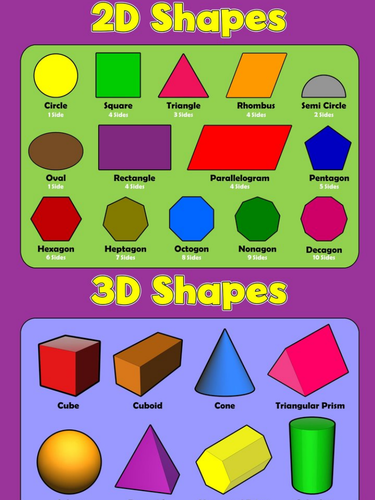 2D Shapes
Circle Square Triangle Rhombus Semi Circle
1 Side 4 Sides 3 Sides 4 Sides 2 Sides
Oval Rectangle Parallelogram Pentagon
1 Side 4 Sides 4 Sides 5 Sides
Hexagon Heptagon Octogon Nonagon Decagon
6 Sides 7 Sides 8 Sides 9 Sides 10 Sides
3D Shapes
Cube Cuboid Cone Triangular Prism